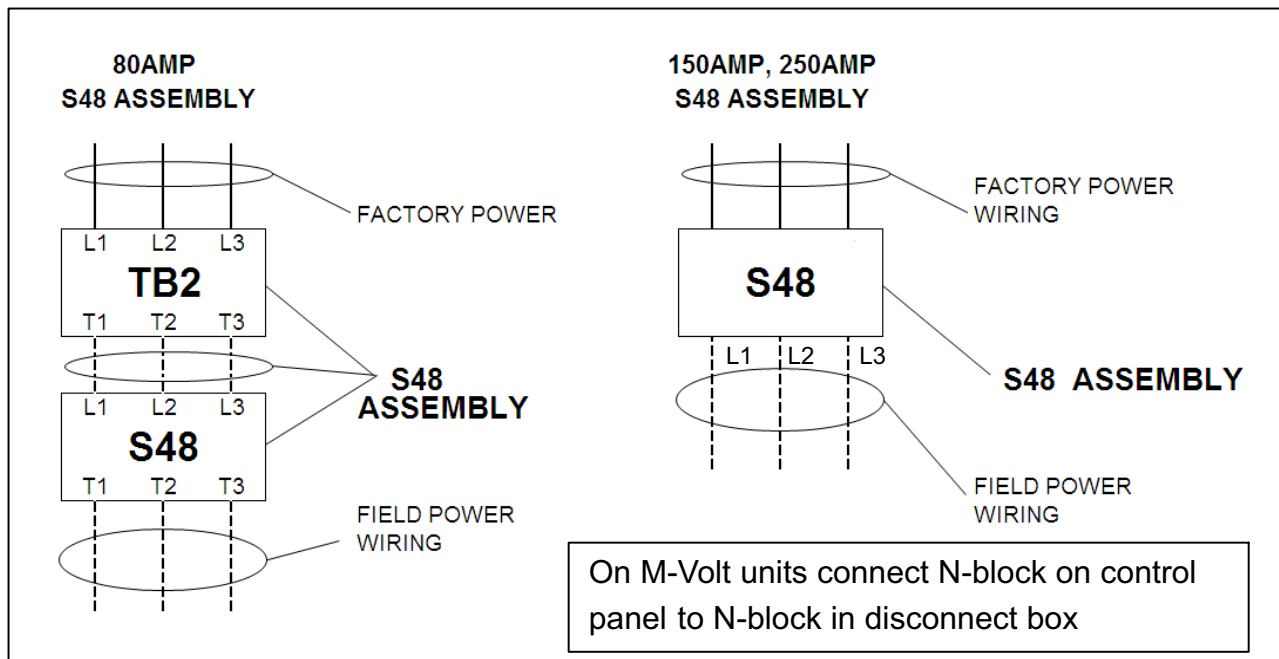 80AMP
S48 ASSEMBLY
FACTORY POWER
L1 L2 L3
TB2
T1 T2 T3
S48
ASSEMBLY
L1 L2 L3
S48
T1 T2 T3
FIELD POWER
WIRING
150AMP, 250AMP
S48 ASSEMBLY
FACTORY POWER
WIRING
S48
L1 L2 L3
S48 ASSEMBLY
FIELD POWER
WIRING
On M-Volt units connect N-block on control
panel to N-block in disconnect box